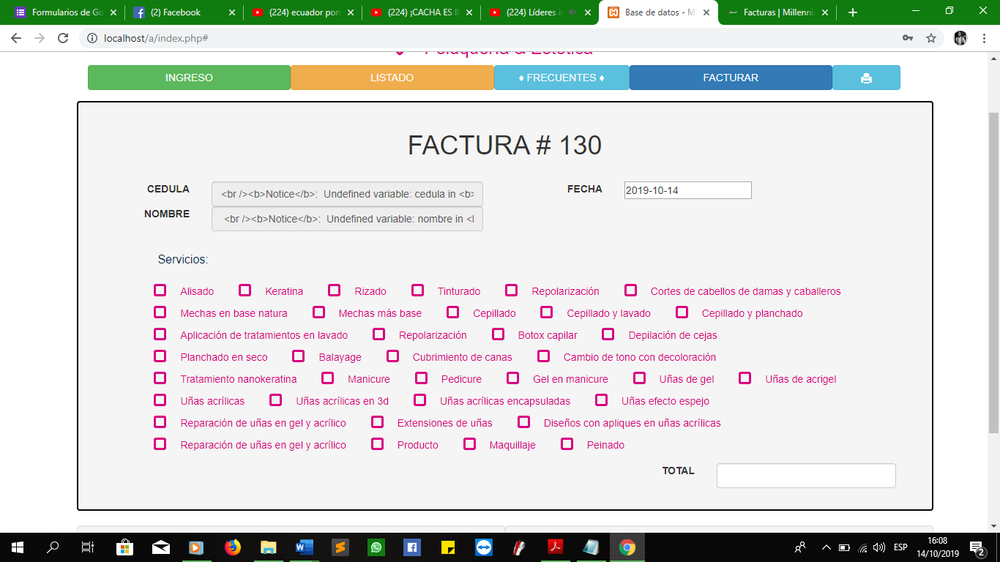 Formularios de Go
(2) Facebook
(224) ecuador porc
(224) ¡CACHA ES II
(224) Líderes i
Base de datos - M
Facturas | Millenni
localhost/a/index.php#
INGRESO LISTADO ♦ FRECUENTES ♦ FACTURAR
FACTURA # 130
CEDULA <br /><b>Notice</b>: Undefined variable: cedula in <b> FECHA 2019-10-14
NOMBRE <br /><b>Notice</b>: Undefined variable: nombre in <l
Servicios:
Alisado Keratina Rizado Tinturado Repolarización Cortes de cabellos de damas y caballeros
Mechas en base natura Mechas más base Cepillado Cepillado y lavado Cepillado y planchado
Aplicación de tratamientos en lavado Repolarización Botox capilar Depilación de cejas
Planchado en seco Balayage Cubrimiento de canas Cambio de tono con decoloración
Tratamiento nanokeratina Manicure Pedicure Gel en manicure Uñas de gel Uñas de acrigel
Uñas acrílicas Uñas acrílicas en 3d Uñas acrílicas encapsuladas Uñas efecto espejo
Reparación de uñas en gel y acrílico Extensiones de uñas Diseños con apliques en uñas acrílicas
Reparación de uñas en gel y acrílico Producto Maquillaje Peinado
TOTAL
ESP
16:08
14/10/2019
2